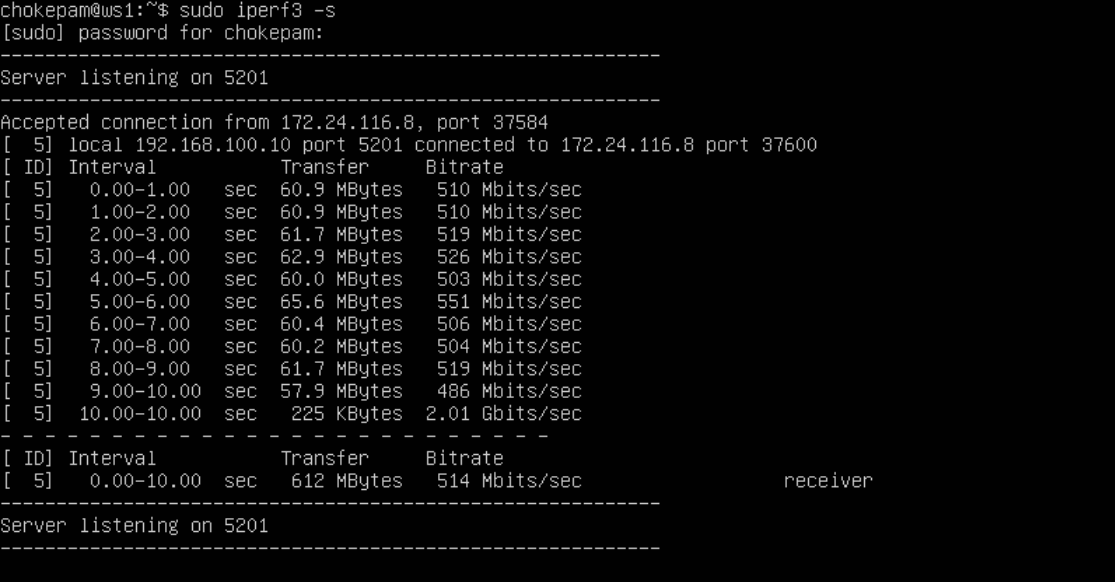 chokepam@ws1:~$ sudo iperf3 -s
[sudo] password for chokepam:
-----------------------------------------------------------
Server listening on 5201
-----------------------------------------------------------
Accepted connection from 172.24.116.8, port 37584
[  5] local 192.168.100.10 port 5201 connected to 172.24.116.8 port 37600
[ ID] Interval           Transfer     Bitrate
[  5]   0.00-1.00   sec  60.9 MBytes   510 Mbits/sec
[  5]   1.00-2.00   sec  60.9 MBytes   510 Mbits/sec
[  5]   2.00-3.00   sec  61.7 MBytes   519 Mbits/sec
[  5]   3.00-4.00   sec  62.9 MBytes   526 Mbits/sec
[  5]   4.00-5.00   sec  60.0 MBytes   503 Mbits/sec
[  5]   5.00-6.00   sec  65.6 MBytes   551 Mbits/sec
[  5]   6.00-7.00   sec  60.4 MBytes   506 Mbits/sec
[  5]   7.00-8.00   sec  60.2 MBytes   504 Mbits/sec
[  5]   8.00-9.00   sec  61.7 MBytes   519 Mbits/sec
[  5]   9.00-10.00  sec  57.9 MBytes   486 Mbits/sec
[  5]  10.00-10.00  sec   225 KBytes  2.01 Gbits/sec
- - - - - - - - - - - - - - - - - - - - - - - - -
[ ID] Interval           Transfer     Bitrate
[  5]   0.00-10.00  sec   612 MBytes   514 Mbits/sec                  receiver
-----------------------------------------------------------
Server listening on 5201
-----------------------------------------------------------